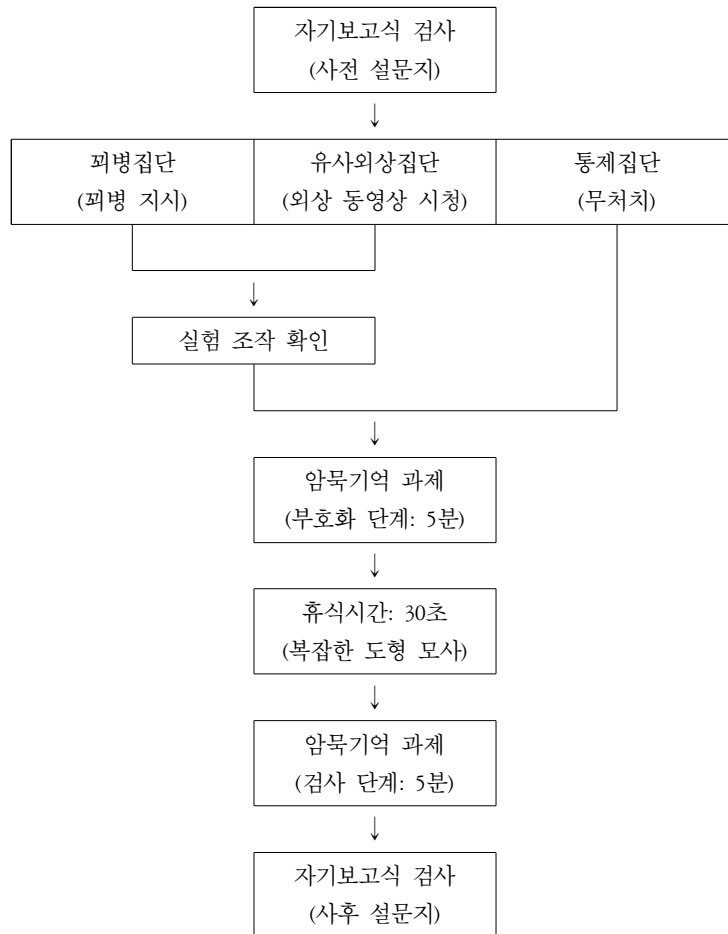 자기보고식 검사
(사전 설문지)
↓
꾀병집단
(꾀병 지시)
유사외상집단
(외상 동영상 시청)
통제집단
(무처치)
↓
실험 조작 확인
↓
암묵기억 과제
(부호화 단계: 5분)
↓
휴식시간: 30초
(복잡한 도형 모사)
↓
암묵기억 과제
(검사 단계: 5분)
↓
자기보고식 검사
(사후 설문지)